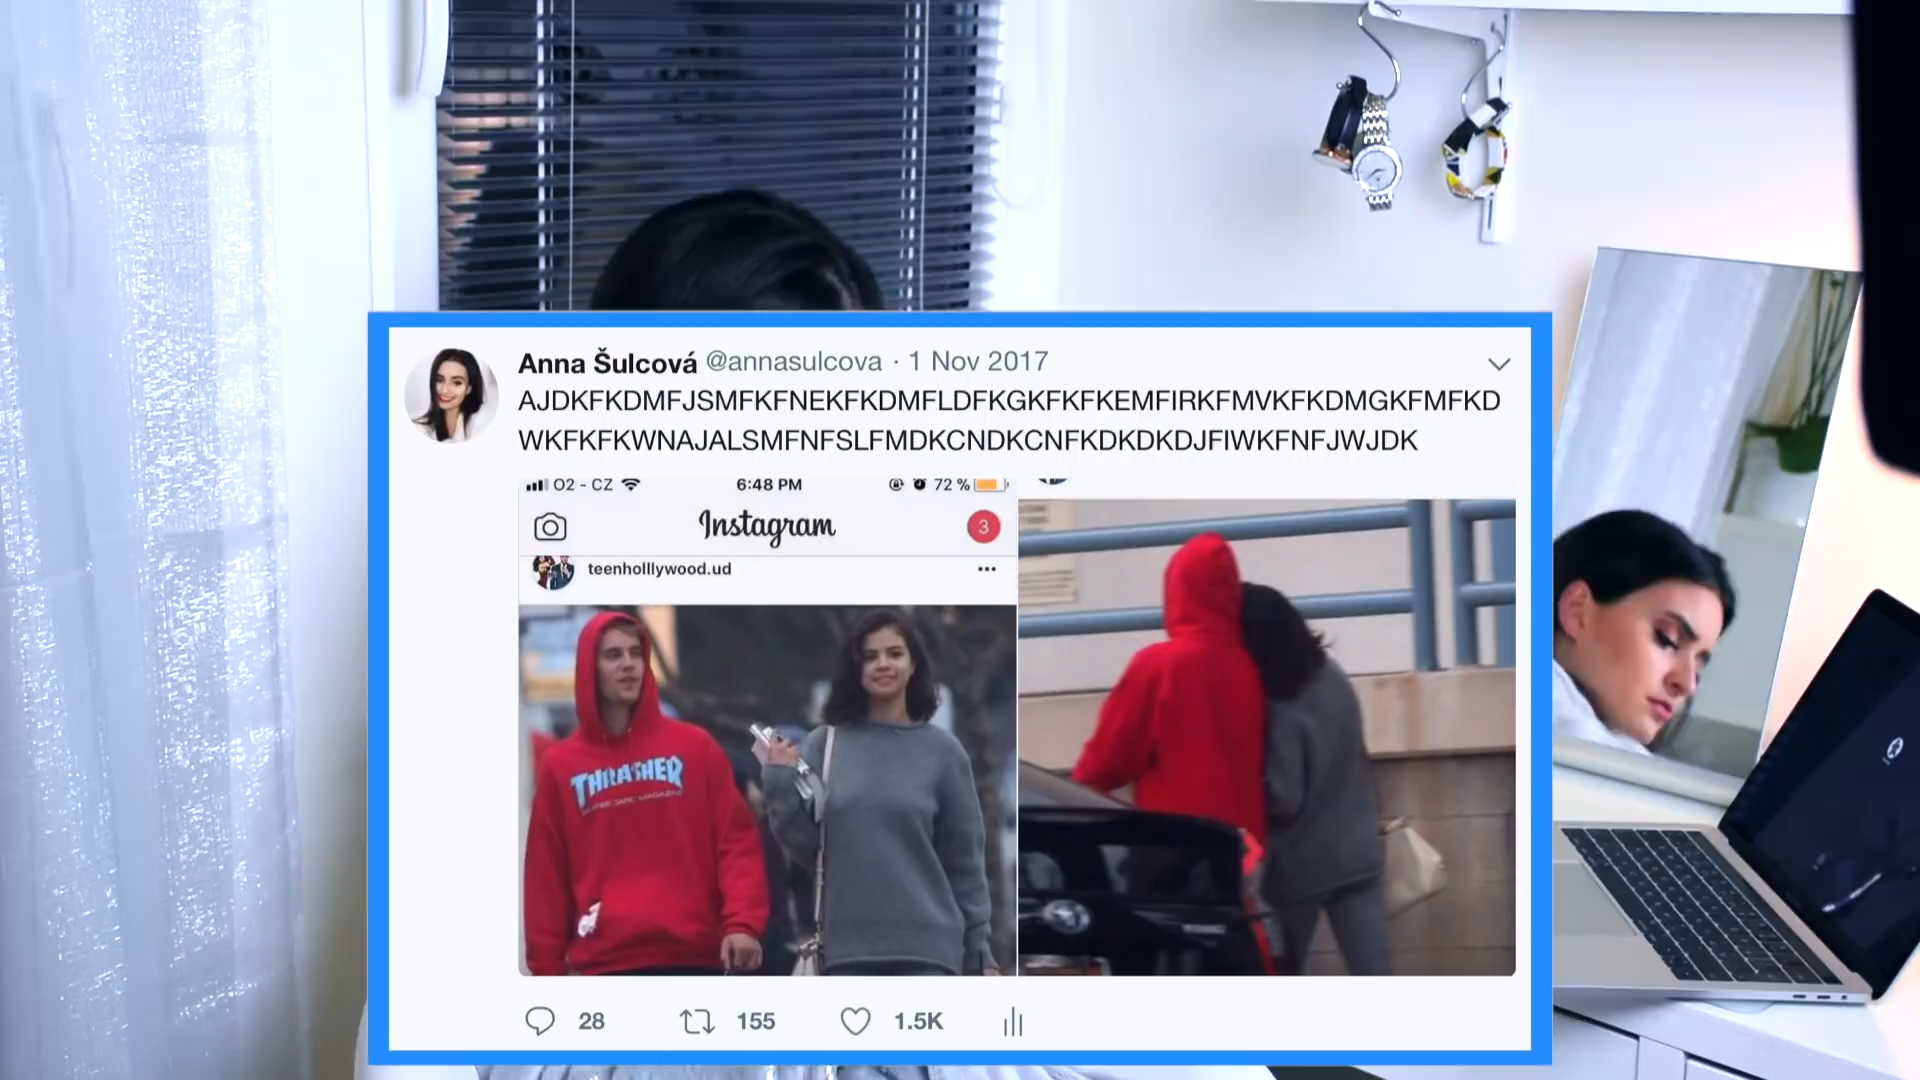 Anna Šulcová @annasulcova · 1 Nov 2017
AJDKFKDMFJSMFKFNEKFKDMFLDFKGKFKFKEMFIRKFMVKFKDMGKFMFKD
WKFKFKWNAJALSMFNFSLFMDKCNDKCNFKDKDKDJFIWKFNFJWJDK
O2 - CZ 6:48 PM 72 %
Instagram 3
teenholllywood.ud
THRASHER
28 155 1.5K